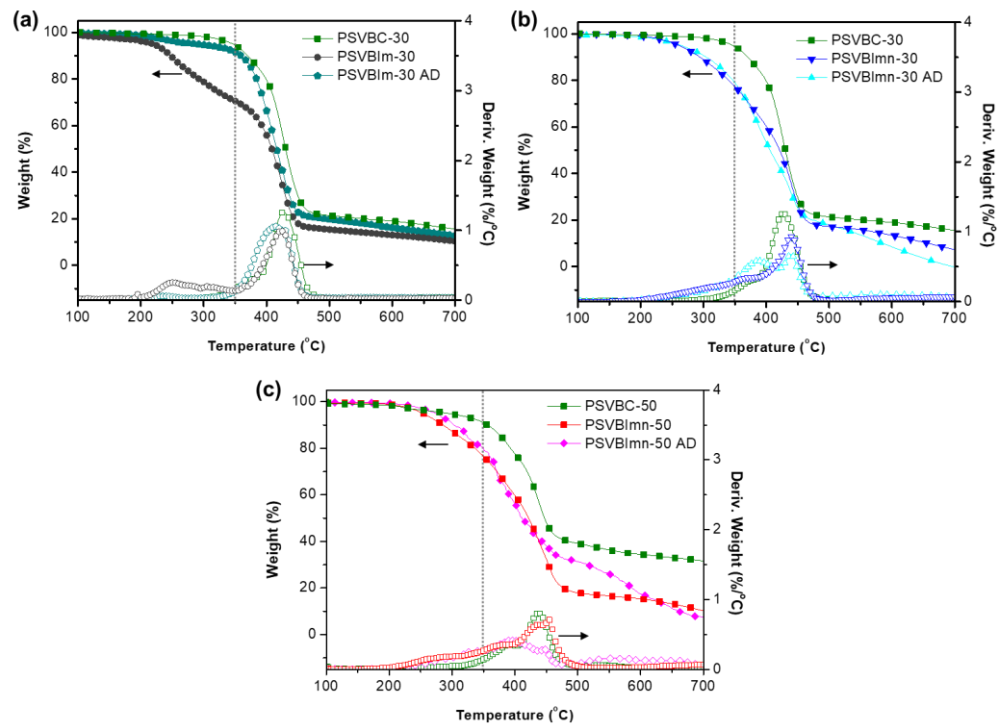 (a)
PSVBC-30
PSVBIm-30
PSVBIm-30 AD
Weight (%)
100
80
60
40
20
0
4
3
2
1
0
Deriv. Weight (%/°C)
100 200 300 400 500 600 700
Temperature (°C)
(b)
PSVBC-30
PSVBImn-30
PSVBImn-30 AD
Weight (%)
100
80
60
40
20
0
4
3
2
1
0
Deriv. Weight (%/°C)
100 200 300 400 500 600 700
Temperature (°C)
(c)
PSVBC-50
PSVBImn-50
PSVBImn-50 AD
Weight (%)
100
80
60
40
20
0
4
3
2
1
0
Deriv. Weight (%/°C)
100 200 300 400 500 600 700
Temperature (°C)